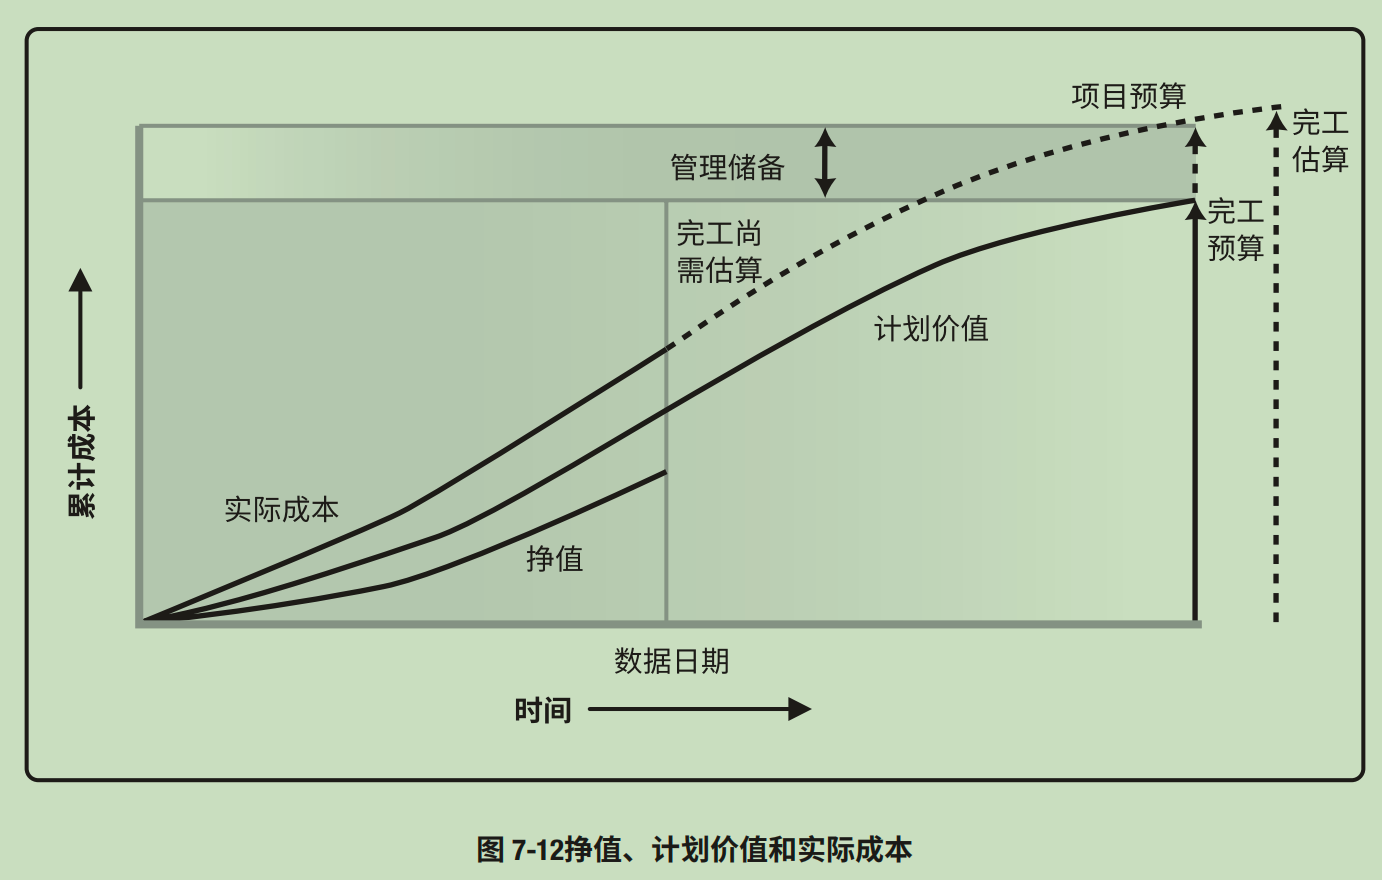 项目预算
完工
估算
管理储备
完工
预算
完工尚
需估算
计划价值
累计成本
实际成本
挣值
数据日期
时间
图 7-12挣值、计划价值和实际成本